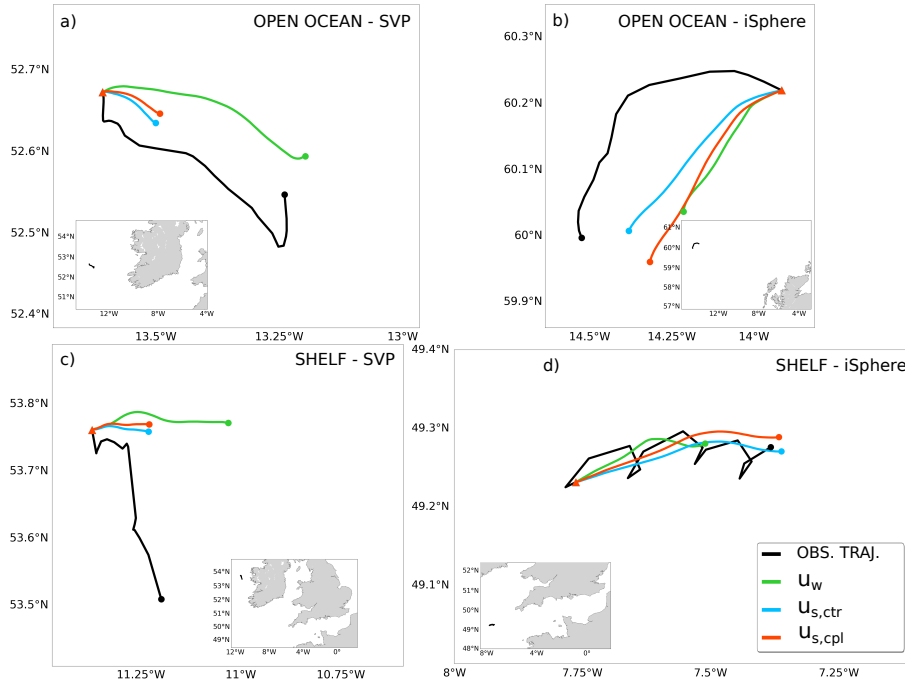 a)
OPEN OCEAN - SVP
52.7°N
52.6°N
52.5°N
52.4°N
13.5°W
13.25°W
13°W
54°N
53°N
52°N
51°N
12°W
8°W
4°W
b)
OPEN OCEAN - iSphere
60.3°N
60.2°N
60.1°N
60°N
59.9°N
14.5°W
14.25°W
14°W
61°N
60°N
59°N
58°N
57°N
12°W
8°W
4°W
c)
SHELF - SVP
53.8°N
53.7°N
53.6°N
53.5°N
11.25°W
11°W
10.75°W
54°N
53°N
52°N
51°N
50°N
49°N
12°W
8°W
4°W
0°
d)
SHELF - iSphere
49.4°N
49.3°N
49.2°N
49.1°N
8°W
7.75°W
7.5°W
7.25°W
52°N
51°N
50°N
49°N
48°N
8°W
4°W
0°
OBS. TRAJ.
u_w
u_s,ctr
u_s,cpl